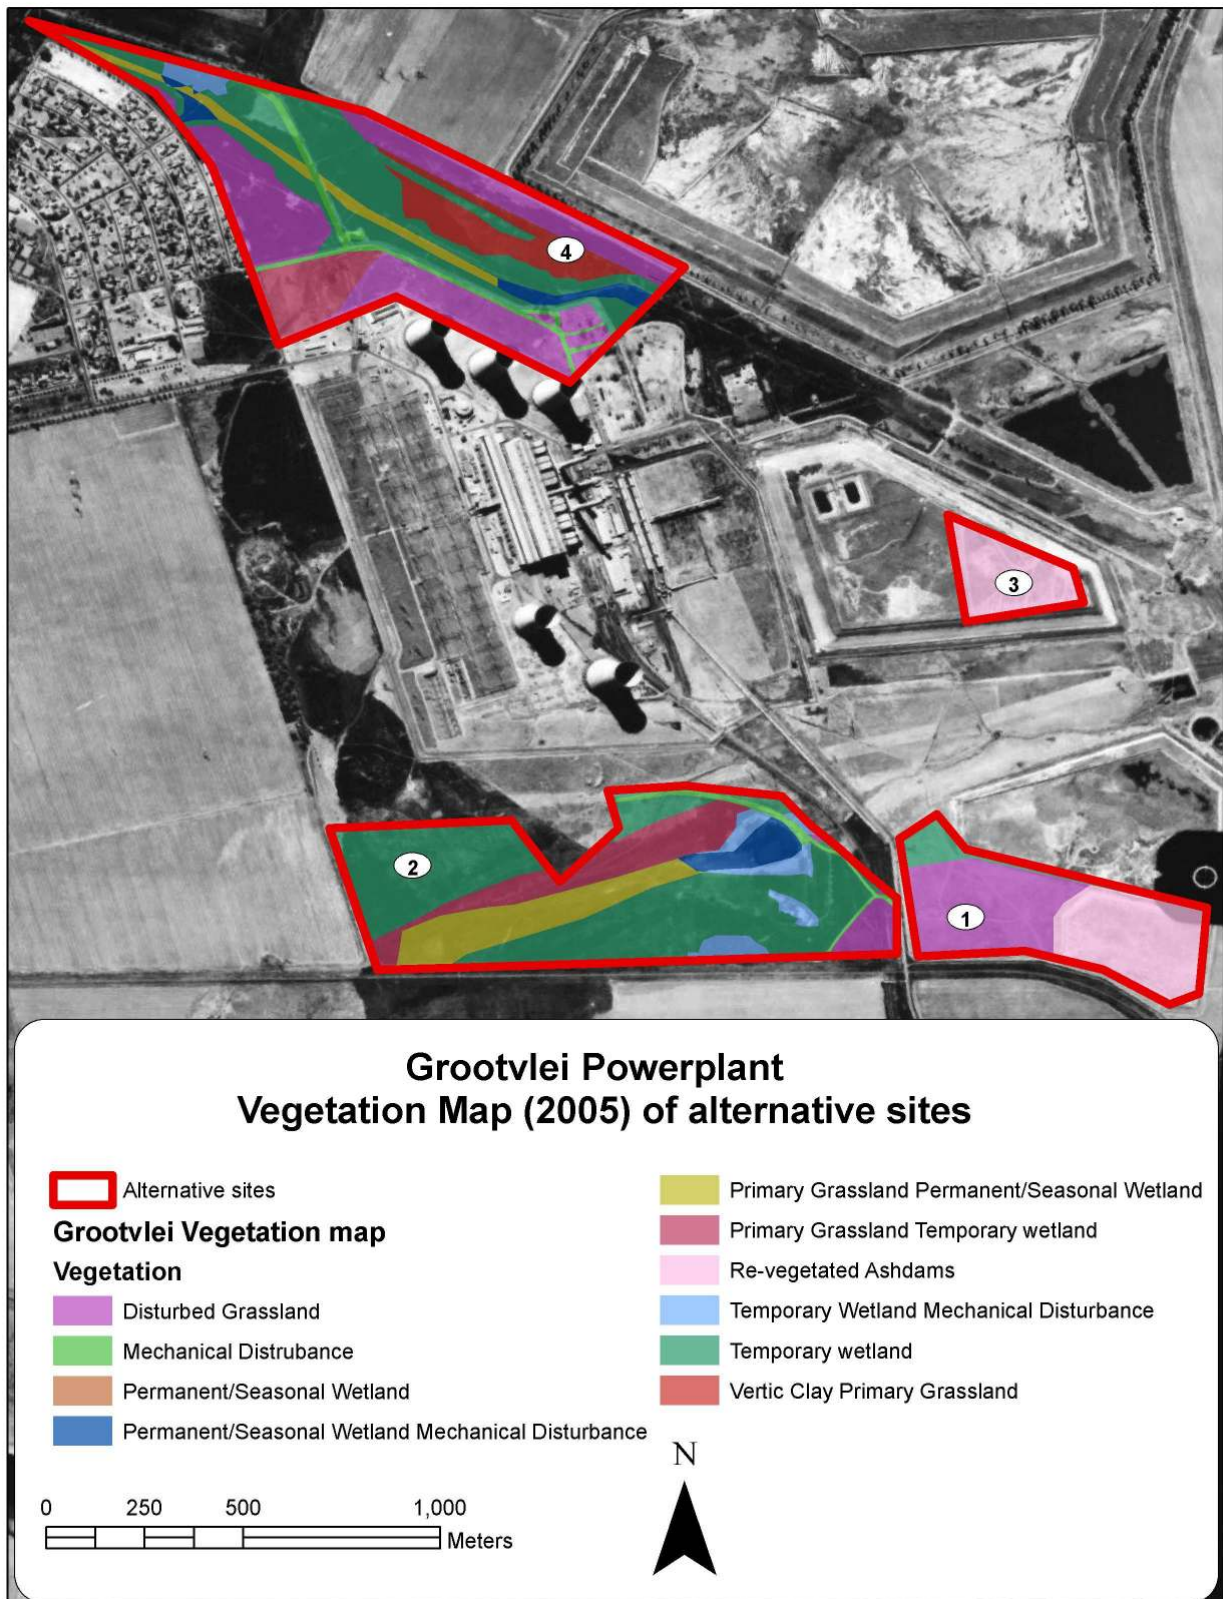 4
3
2
1
Grootvlei Powerplant
Vegetation Map (2005) of alternative sites
Alternative sites
Grootvlei Vegetation map
Vegetation
Disturbed Grassland
Mechanical Distrubance
Permanent/Seasonal Wetland
Permanent/Seasonal Wetland Mechanical Disturbance
Primary Grassland Permanent/Seasonal Wetland
Primary Grassland Temporary wetland
Re-vegetated Ashdams
Temporary Wetland Mechanical Disturbance
Temporary wetland
Vertic Clay Primary Grassland
N
0 250 500 1,000
Meters